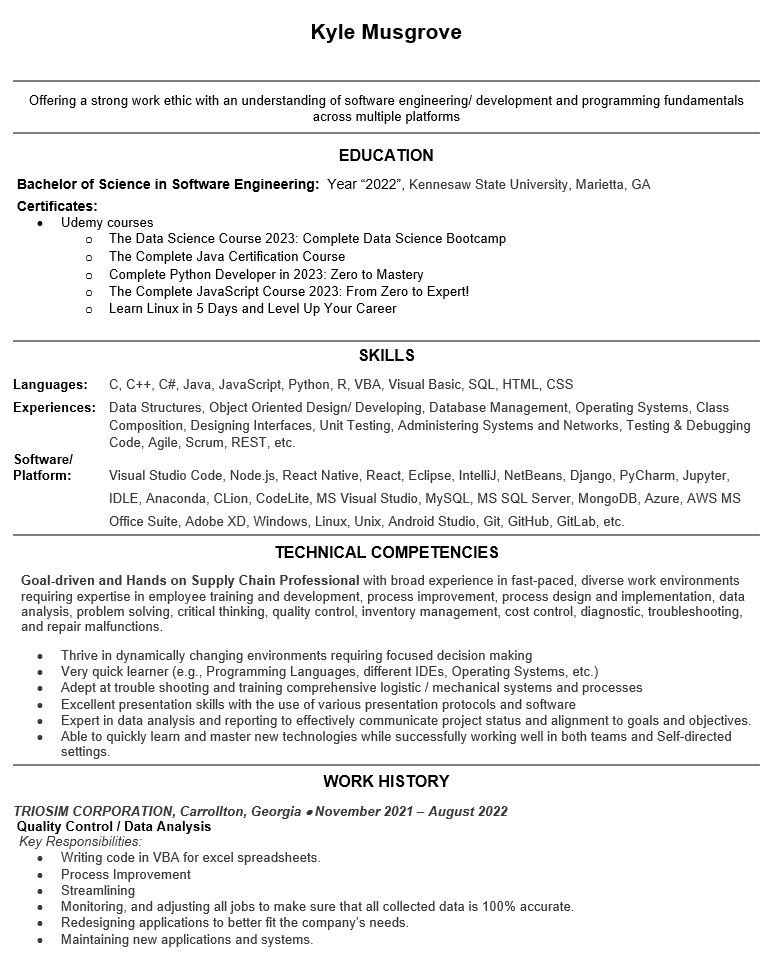 Kyle Musgrove
Offering a strong work ethic with an understanding of software engineering/ development and programming fundamentals
across multiple platforms
EDUCATION
Bachelor of Science in Software Engineering: Year “2022”, Kennesaw State University, Marietta, GA
Certificates:
• Udemy courses
o The Data Science Course 2023: Complete Data Science Bootcamp
o The Complete Java Certification Course
o Complete Python Developer in 2023: Zero to Mastery
o The Complete JavaScript Course 2023: From Zero to Expert!
o Learn Linux in 5 Days and Level Up Your Career
SKILLS
Languages: C, C++, C#, Java, JavaScript, Python, R, VBA, Visual Basic, SQL, HTML, CSS
Experiences: Data Structures, Object Oriented Design/ Developing, Database Management, Operating Systems, Class
Composition, Designing Interfaces, Unit Testing, Administering Systems and Networks, Testing & Debugging
Code, Agile, Scrum, REST, etc.
Software/
Platform: Visual Studio Code, Node.js, React Native, React, Eclipse, IntelliJ, NetBeans, Django, PyCharm, Jupyter,
IDLE, Anaconda, CLion, CodeLite, MS Visual Studio, MySQL, MS SQL Server, MongoDB, Azure, AWS MS
Office Suite, Adobe XD, Windows, Linux, Unix, Android Studio, Git, GitHub, GitLab, etc.
TECHNICAL COMPETENCIES
Goal-driven and Hands on Supply Chain Professional with broad experience in fast-paced, diverse work environments
requiring expertise in employee training and development, process improvement, process design and implementation, data
analysis, problem solving, critical thinking, quality control, inventory management, cost control, diagnostic, troubleshooting,
and repair malfunctions.
• Thrive in dynamically changing environments requiring focused decision making
• Very quick learner (e.g., Programming Languages, different IDEs, Operating Systems, etc.)
• Adept at trouble shooting and training comprehensive logistic / mechanical systems and processes
• Excellent presentation skills with the use of various presentation protocols and software
• Expert in data analysis and reporting to effectively communicate project status and alignment to goals and objectives.
• Able to quickly learn and master new technologies while successfully working well in both teams and Self-directed
settings.
WORK HISTORY
TRIOSIM CORPORATION, Carrollton, Georgia ● November 2021 – August 2022
Quality Control / Data Analysis
Key Responsibilities:
• Writing code in VBA for excel spreadsheets.
• Process Improvement
• Streamlining
• Monitoring, and adjusting all jobs to make sure that all collected data is 100% accurate.
• Redesigning applications to better fit the company’s needs.
• Maintaining new applications and systems.